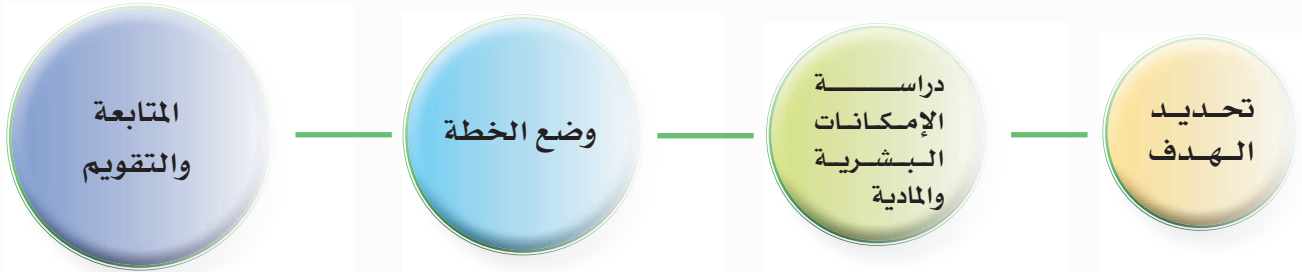 تحديد
الهدف
دراسة
الإمكانات
البشرية
والمادية
وضع الخطة
المتابعة
والتقويم